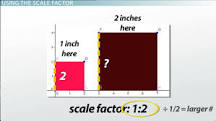 USING THE SCALE FACTOR
2 inches
here
1 inch
here
2
?
scale factor: 1:2
÷ 1/2 = larger #